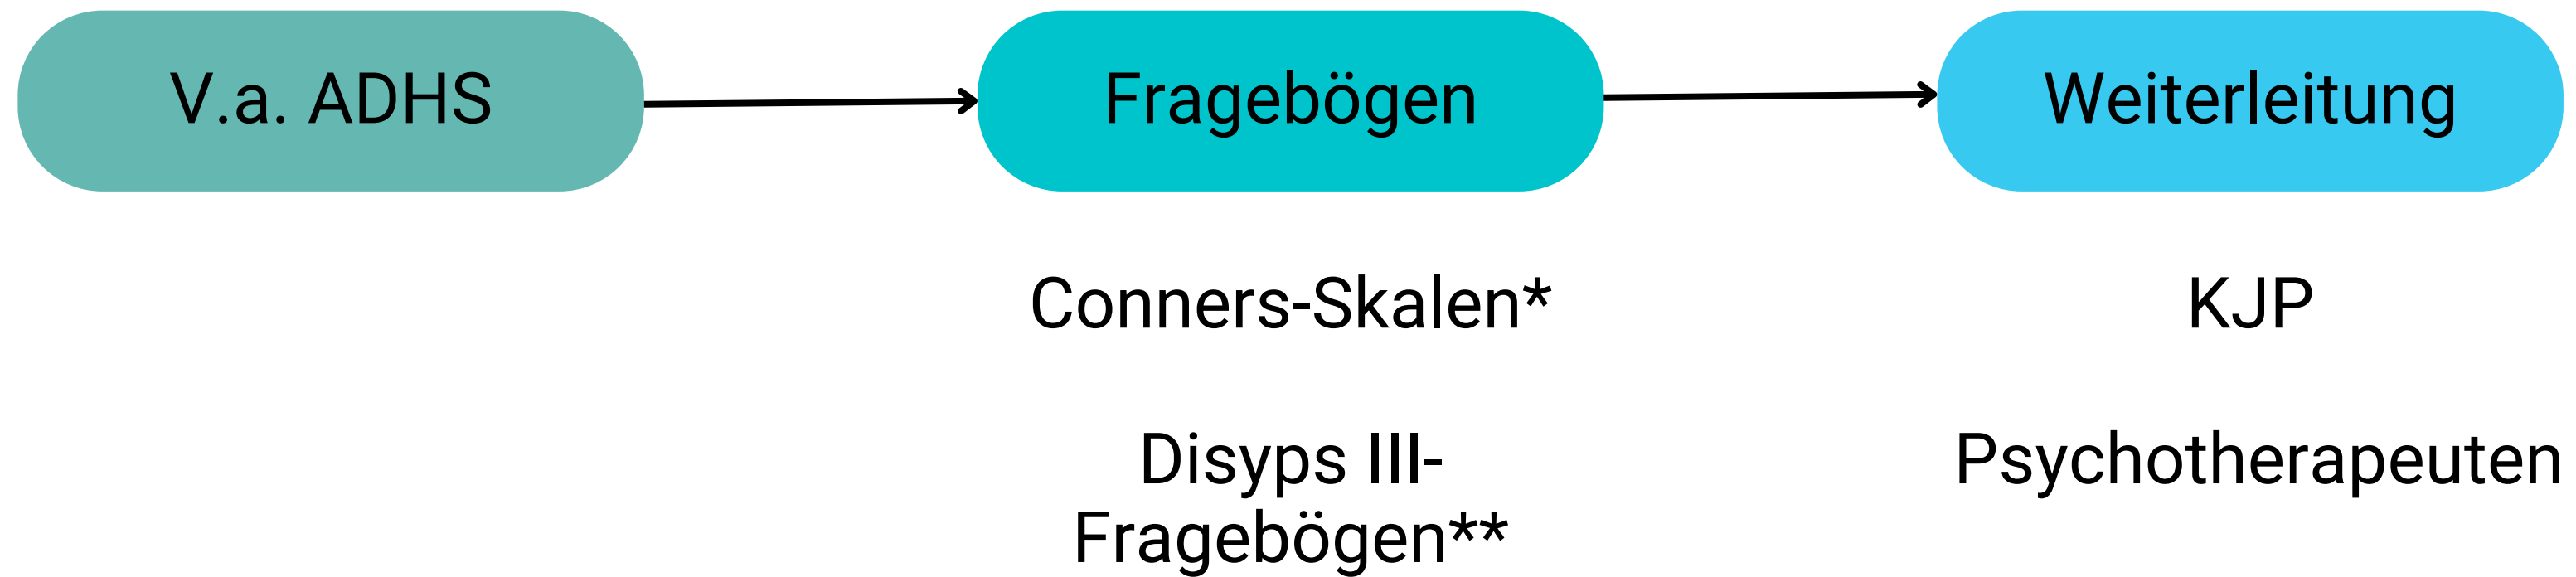 V.a. ADHS
Fragebögen
Weiterleitung
Conners-Skalen*
KJP
Disyps III-
Fragebögen**
Psychotherapeuten